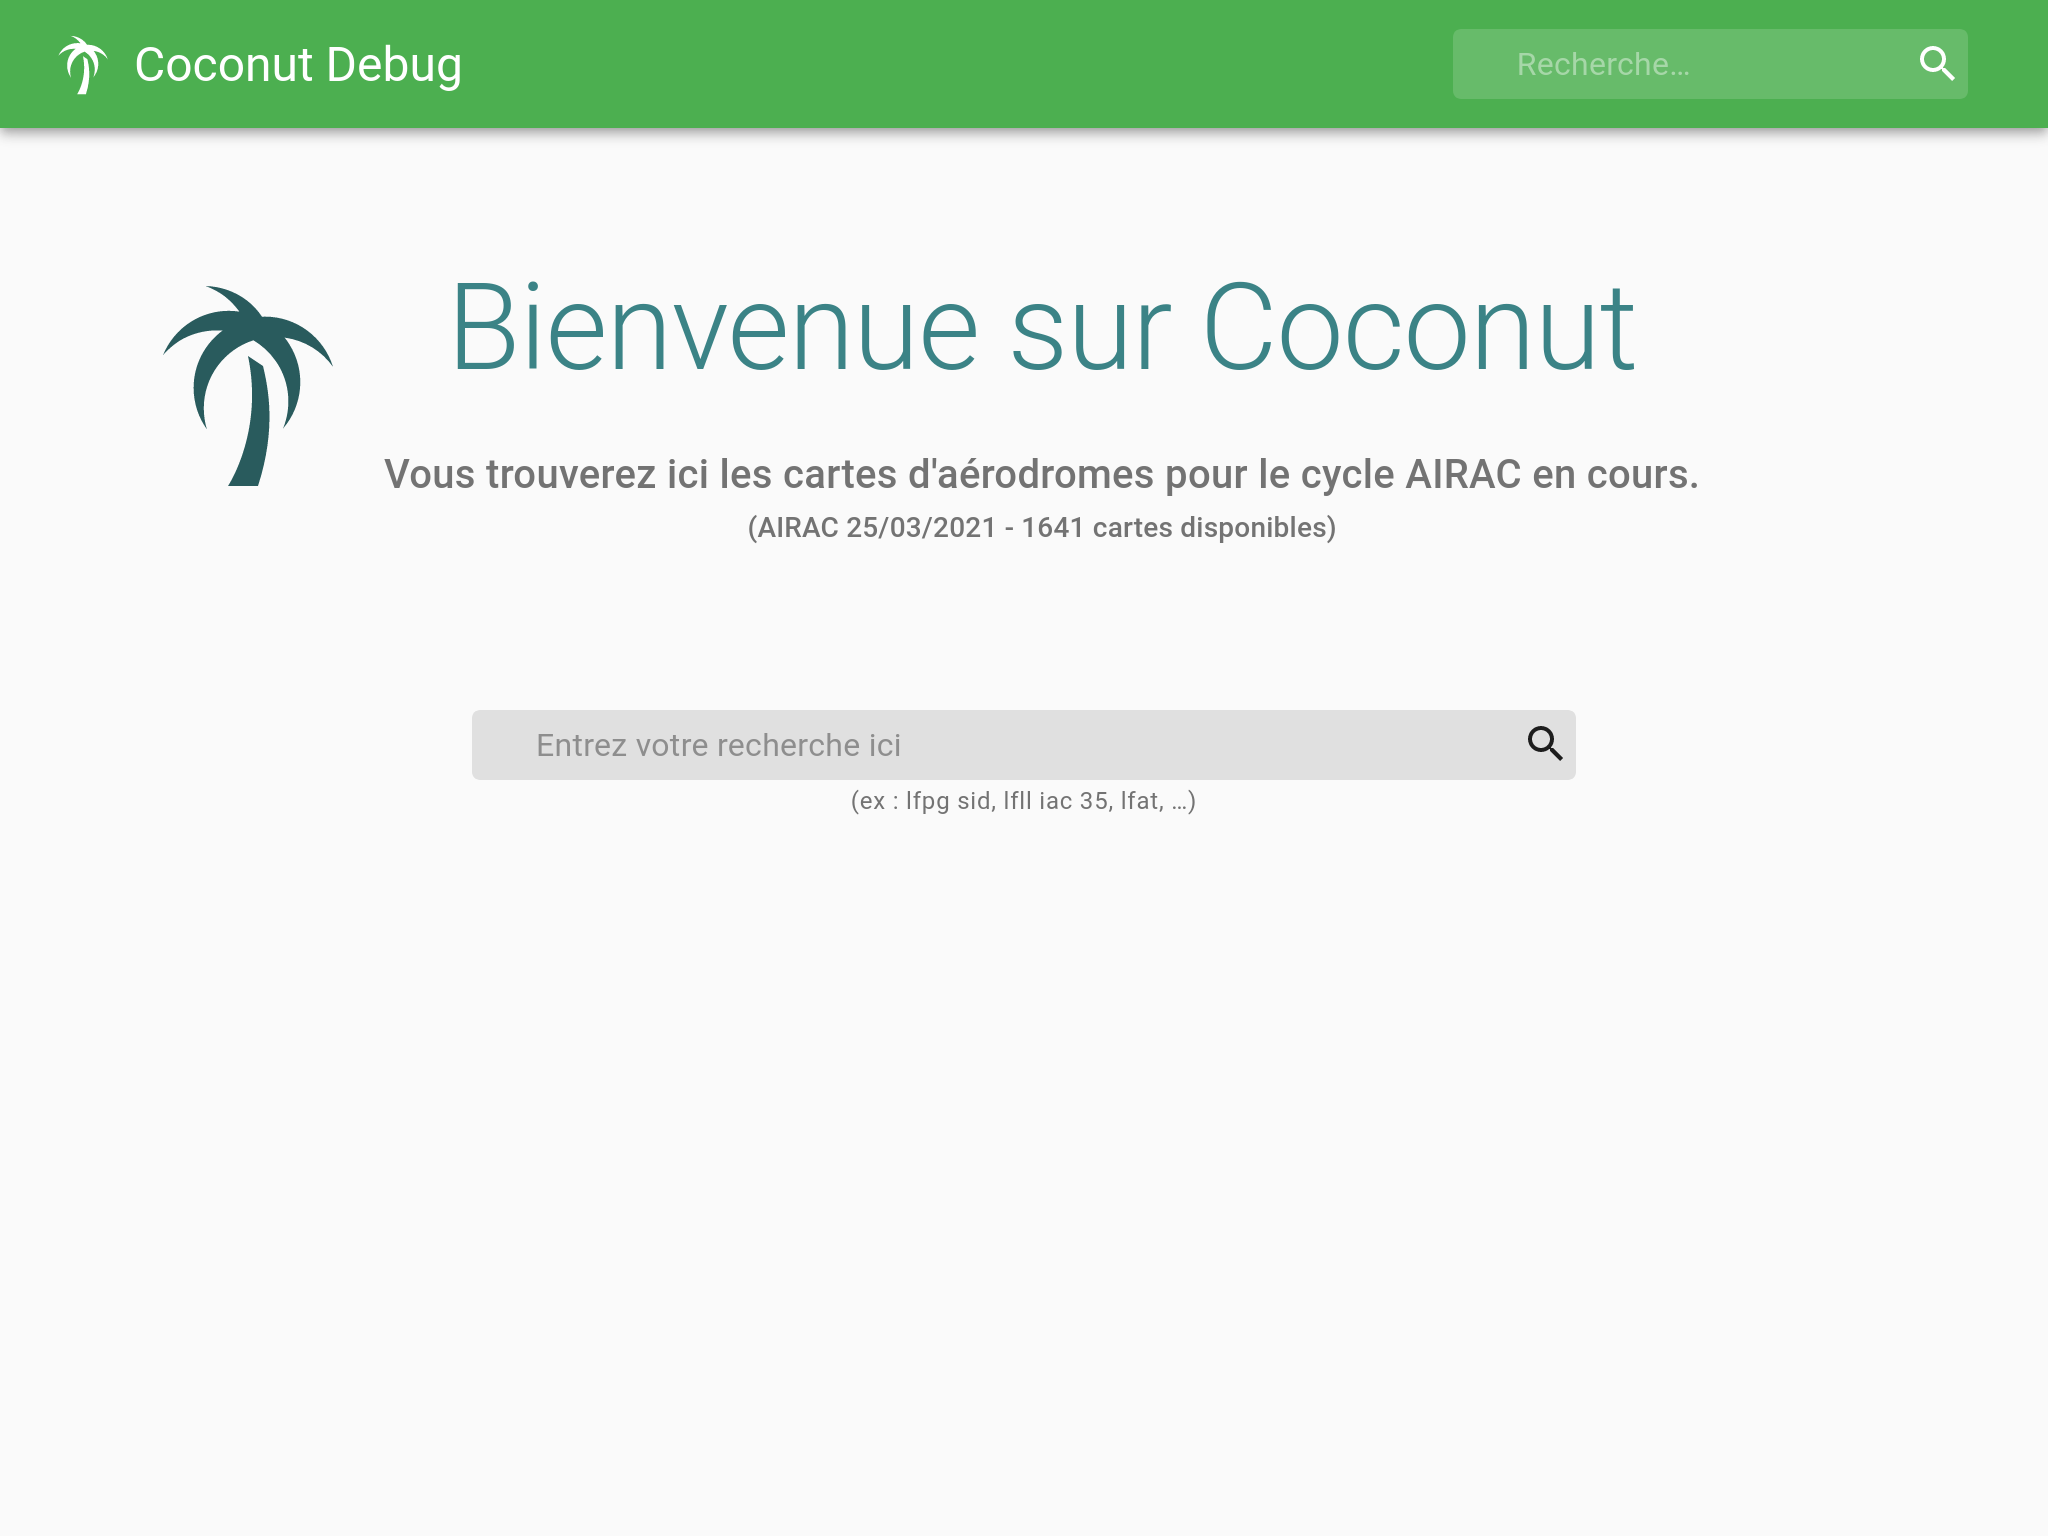 Coconut Debug
Recherche…
Bienvenue sur Coconut
Vous trouverez ici les cartes d'aérodromes pour le cycle AIRAC en cours.
(AIRAC 25/03/2021 - 1641 cartes disponibles)
Entrez votre recherche ici
(ex : lfpg sid, lfll iac 35, lfat, …)